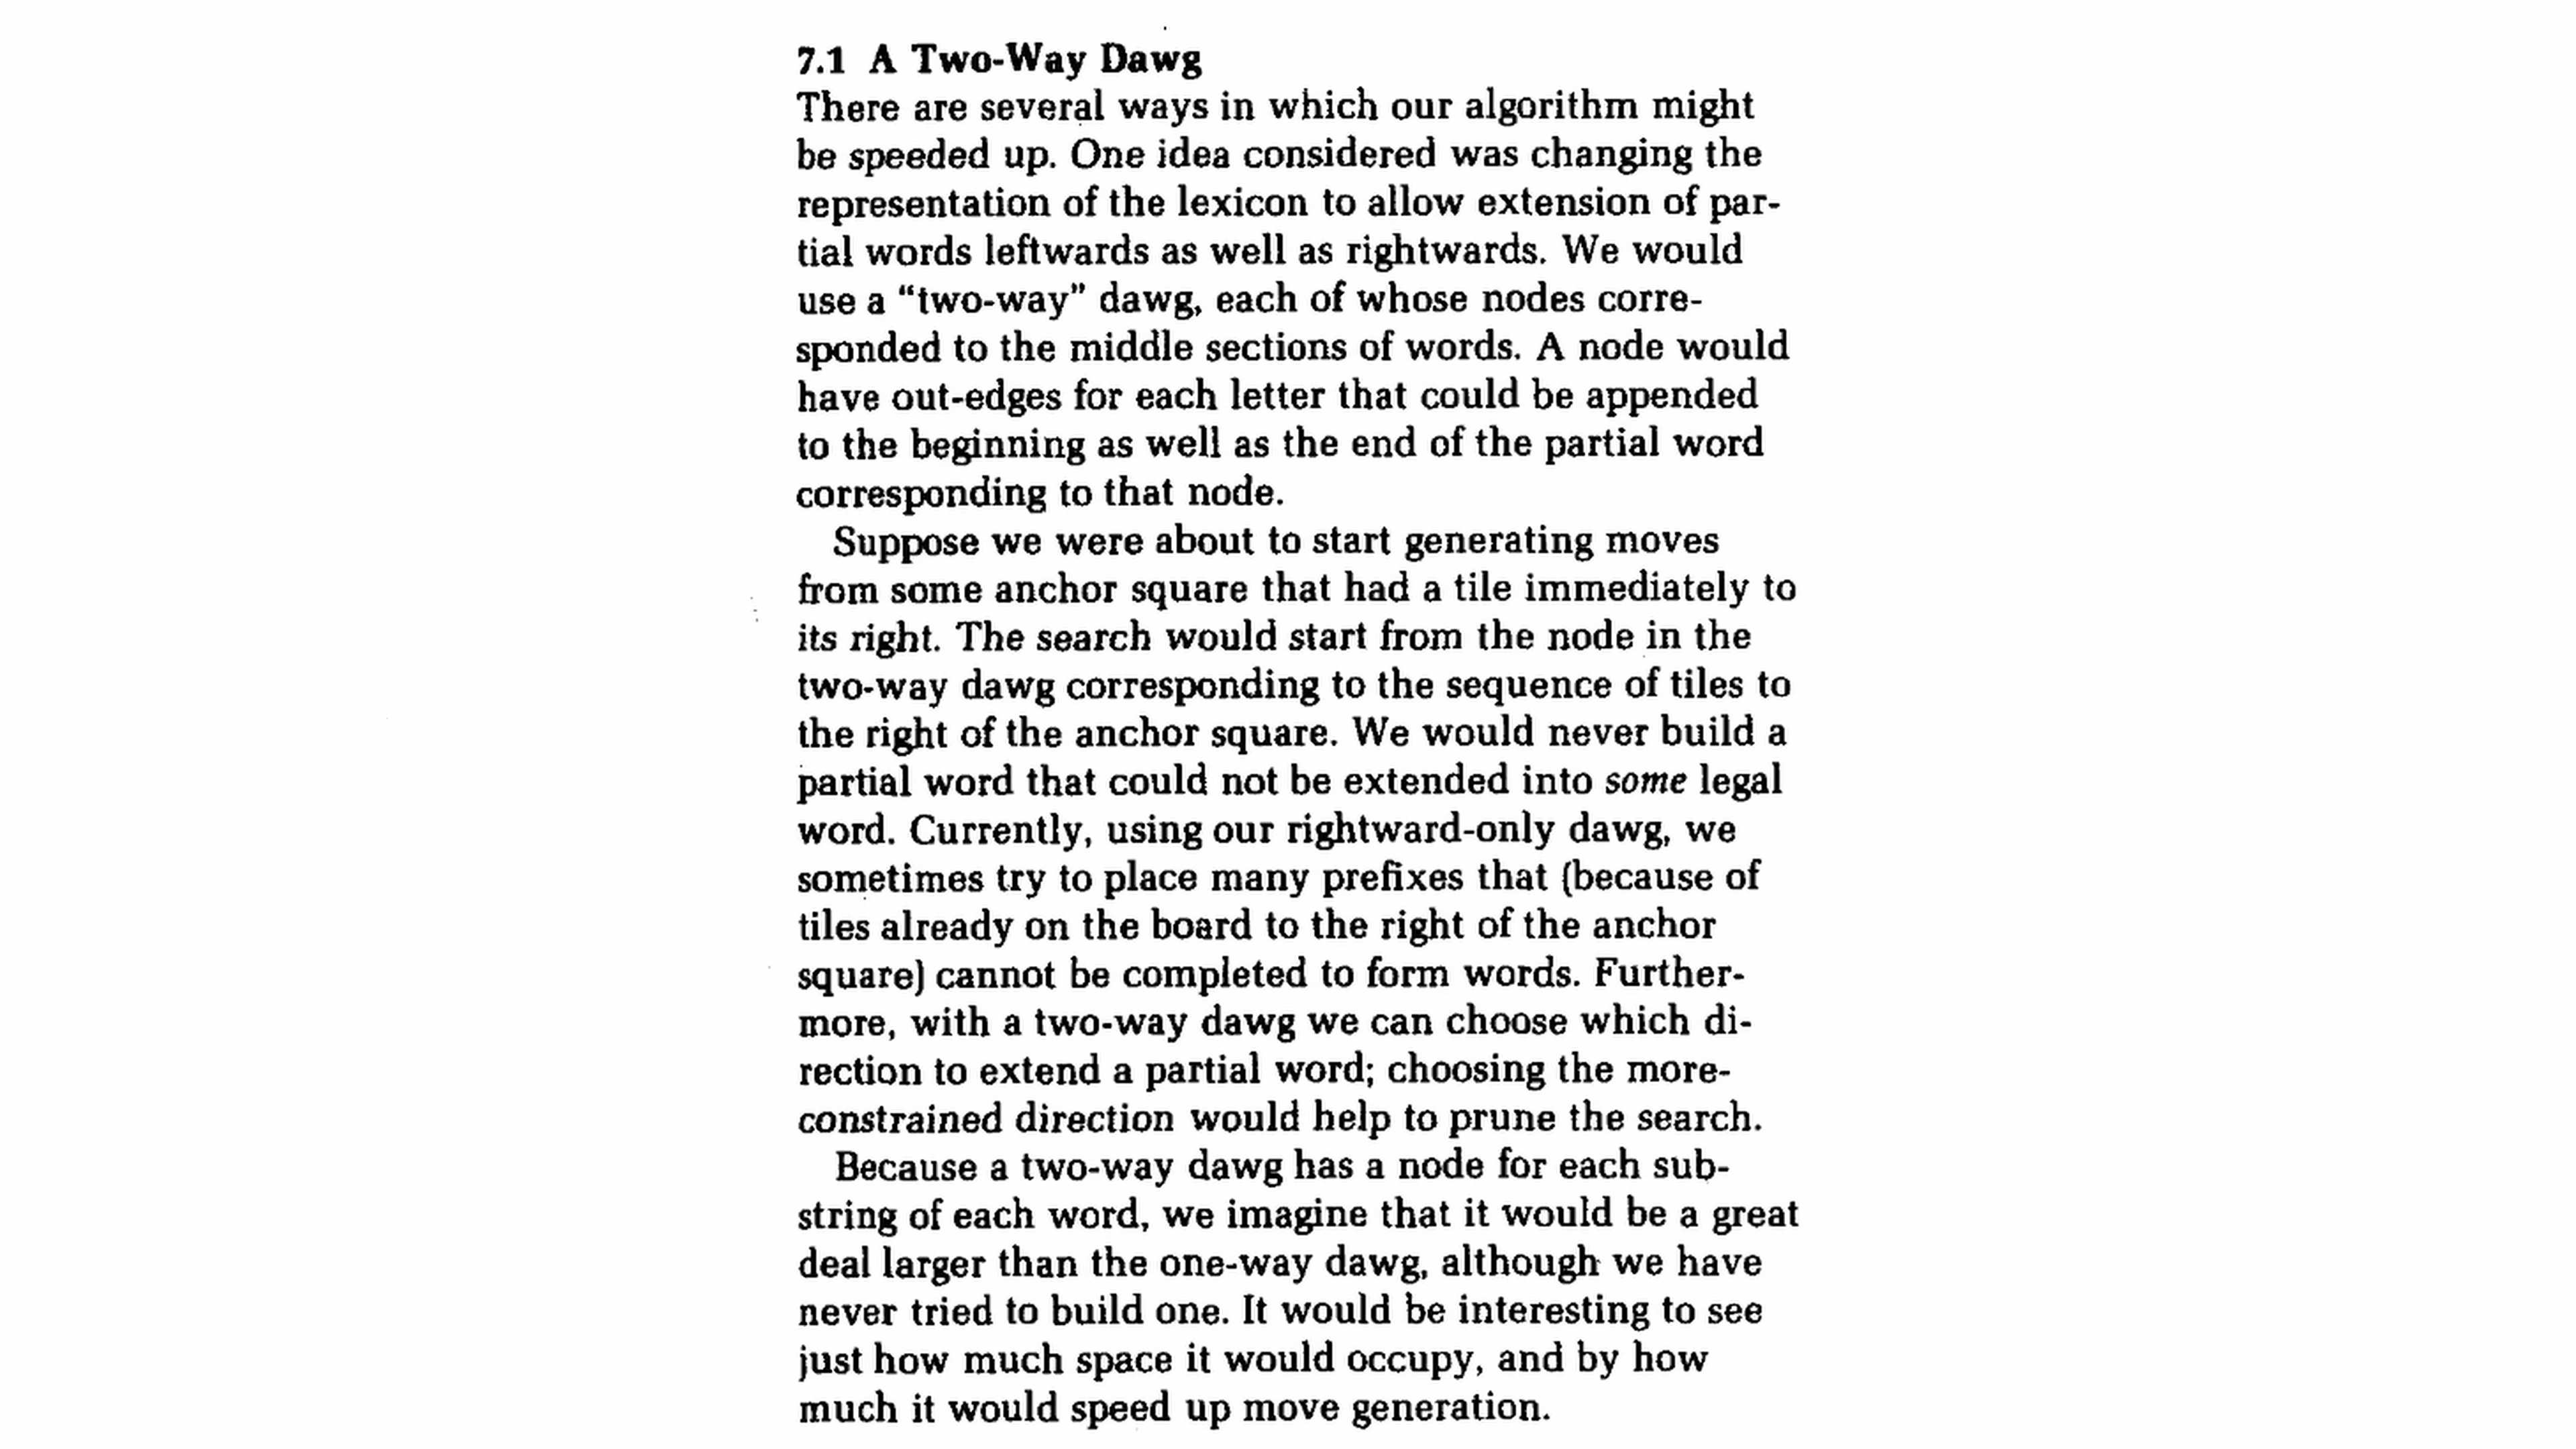 7.1 A Two-Way Dawg
There are several ways in which our algorithm might
be speeded up. One idea considered was changing the
representation of the lexicon to allow extension of par-
tial words leftwards as well as rightwards. We would
use a “two-way” dawg, each of whose nodes corre-
sponded to the middle sections of words. A node would
have out-edges for each letter that could be appended
to the beginning as well as the end of the partial word
corresponding to that node.
Suppose we were about to start generating moves
from some anchor square that had a tile immediately to
its right. The search would start from the node in the
two-way dawg corresponding to the sequence of tiles to
the right of the anchor square. We would never build a
partial word that could not be extended into some legal
word. Currently, using our rightward-only dawg, we
sometimes try to place many prefixes that (because of
tiles already on the board to the right of the anchor
square) cannot be completed to form words. Further-
more, with a two-way dawg we can choose which di-
rection to extend a partial word; choosing the more-
constrained direction would help to prune the search.
Because a two-way dawg has a node for each sub-
string of each word, we imagine that it would be a great
deal larger than the one-way dawg, although we have
never tried to build one. It would be interesting to see
just how much space it would occupy, and by how
much it would speed up move generation.